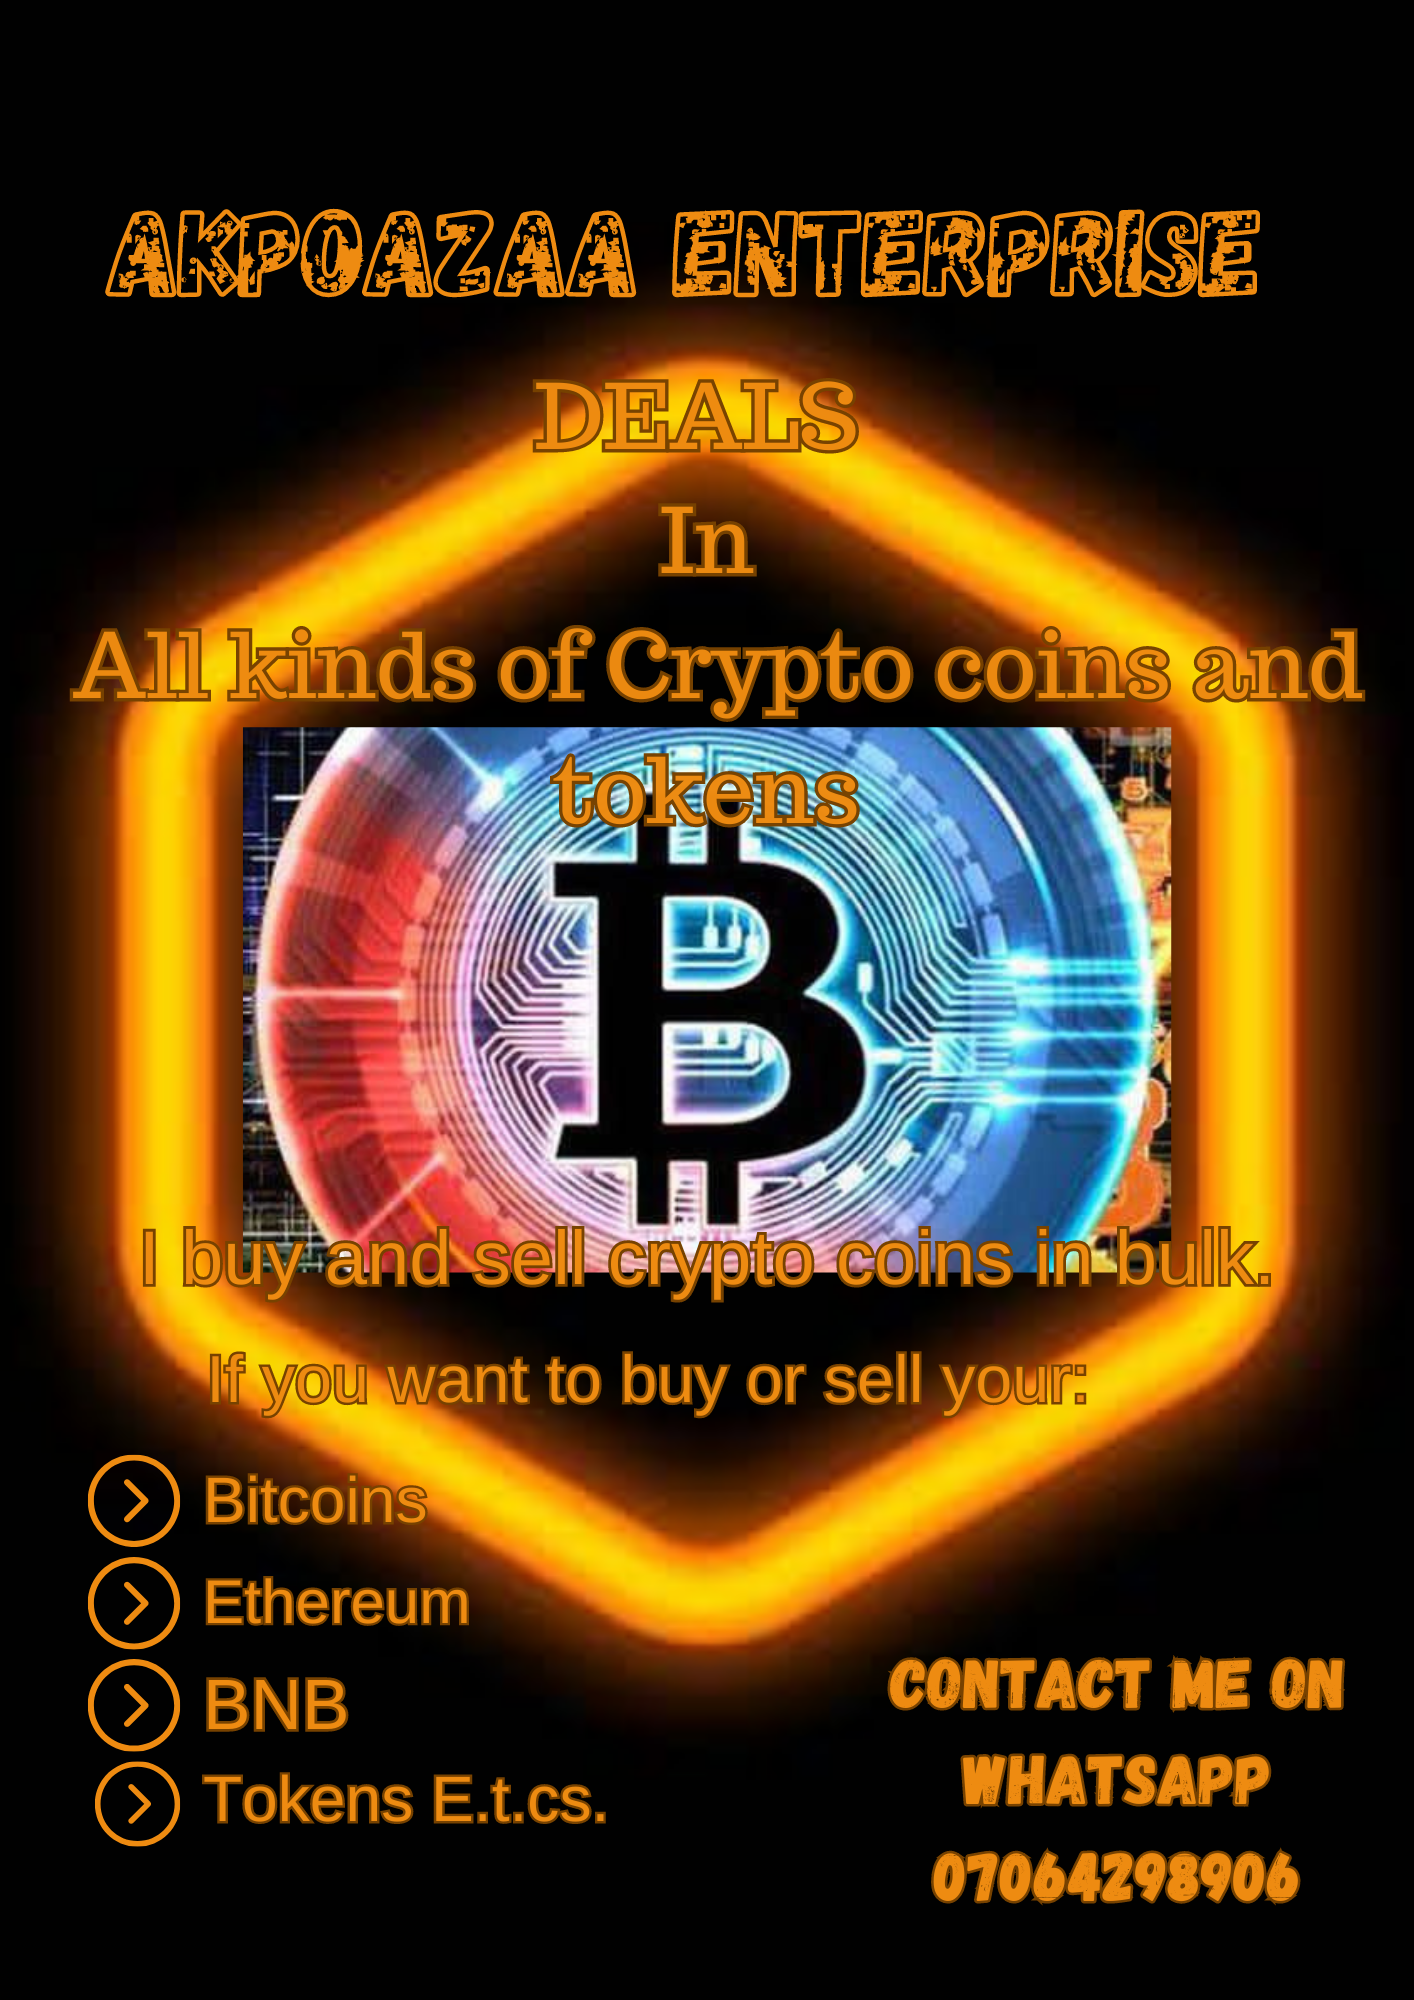 AKPOAZAA ENTERPRISE
DEALS
In
All kinds of Crypto coins and
tokens
I buy and sell crypto coins in bulk.
If you want to buy or sell your:
Bitcoins
Ethereum
BNB
Tokens E.t.cs.
CONTACT ME ON
WHATSAPP
07064298906